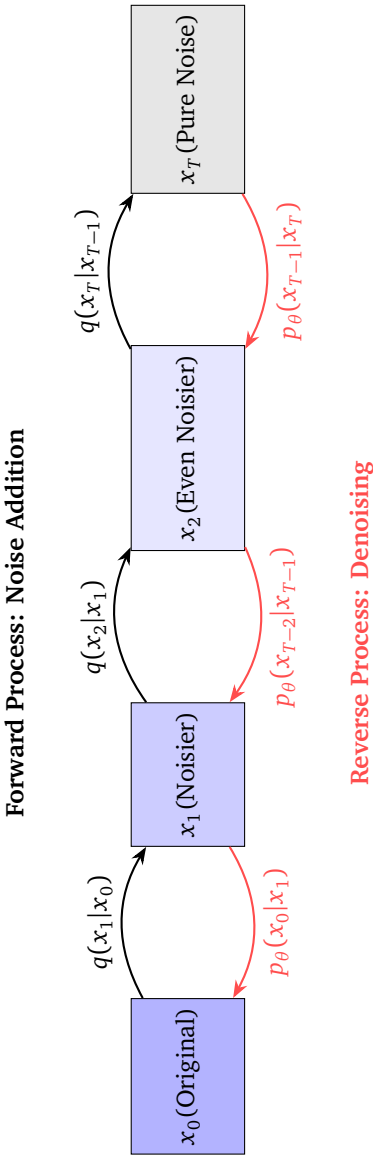 Forward Process: Noise Addition
q(x_1|x_0)
q(x_2|x_1)
q(x_T|x_{T−1})
x_0(Original)
x_1(Noisier)
x_2(Even Noisier)
x_T(Pure Noise)
p_θ(x_0|x_1)
p_θ(x_{T−2}|x_{T−1})
p_θ(x_{T−1}|x_T)
Reverse Process: Denoising